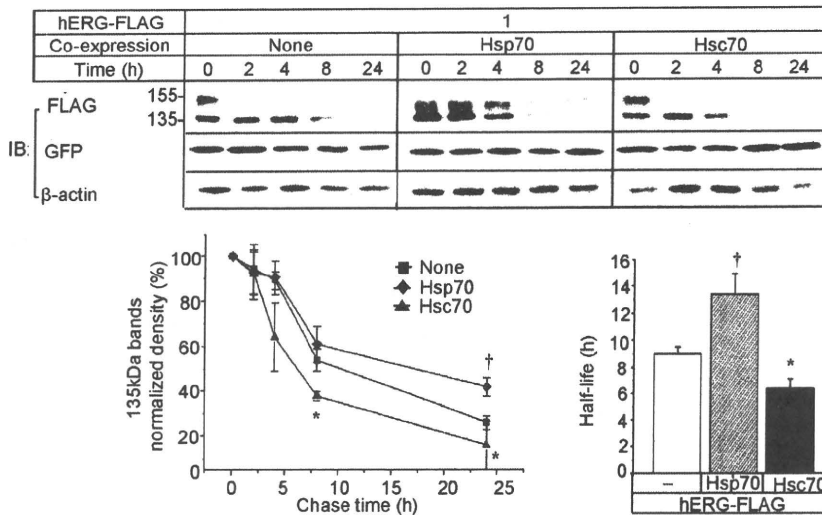 hERG-FLAG 1
Co-expression None Hsp70 Hsc70
Time (h) 0 2 4 8 24 0 2 4 8 24 0 2 4 8 24
155-
FLAG
135-
IB: GFP
β-actin
135kDa bands
normalized density (%)
100
80
60
40
20
0
0 5 10 15 20 25
Chase time (h)
None
Hsp70
Hsc70
†
*
*
Half-life (h)
16
14
12
10
8
6
4
2
0
†
*
– Hsp70 Hsc70
hERG-FLAG